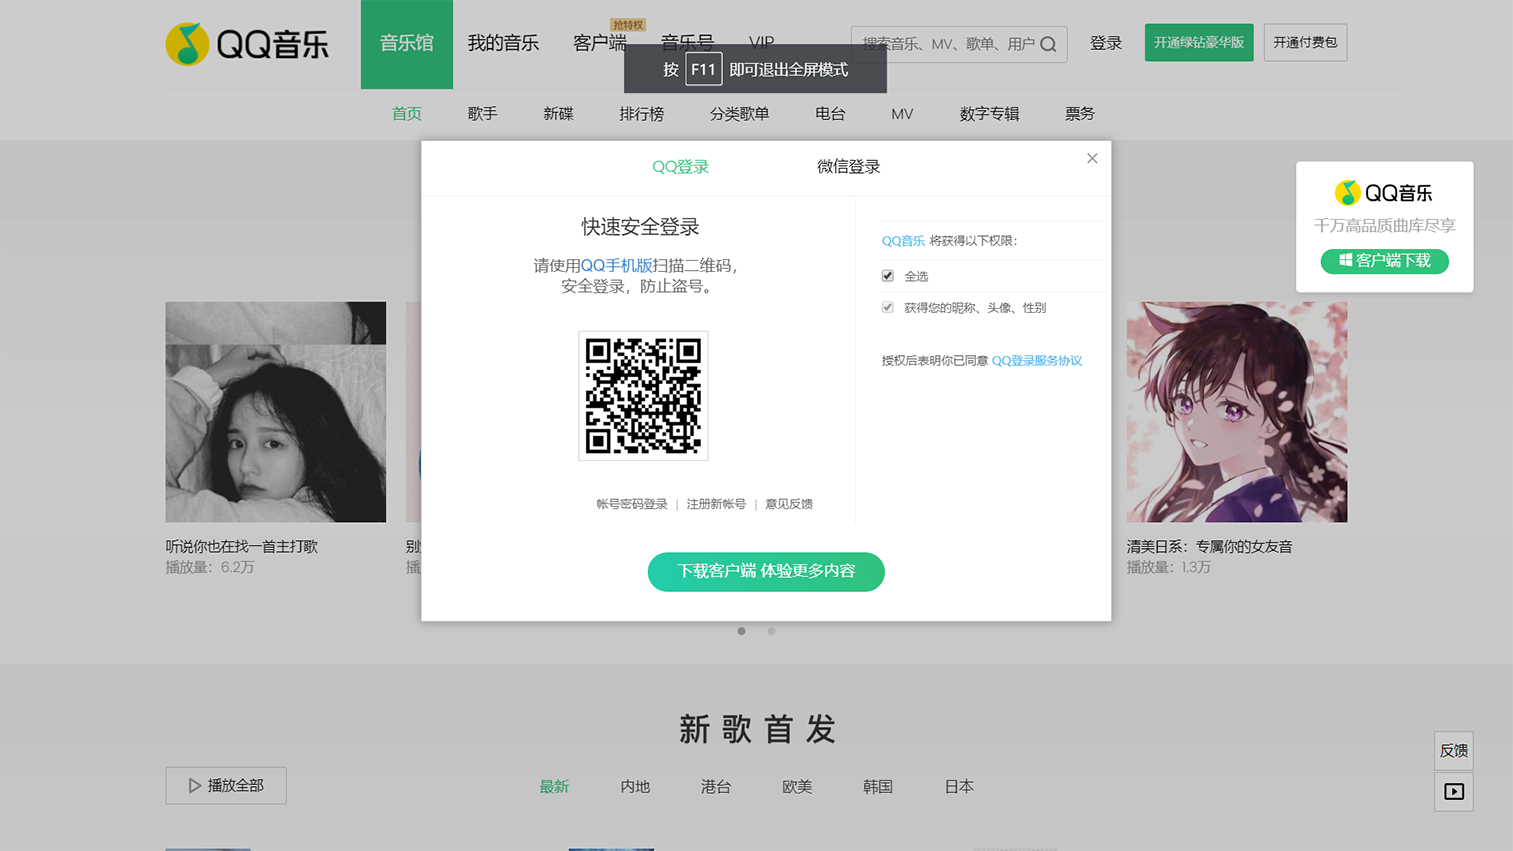 QQ音乐
音乐馆
我的音乐
客户端
抢特权
音乐号
VIP
搜索音乐、MV、歌单、用户
登录
开通绿钻豪华版
开通付费包
按 F11 即可退出全屏模式
首页
歌手
新碟
排行榜
分类歌单
电台
MV
数字专辑
票务
QQ登录
微信登录
快速安全登录
请使用QQ手机版扫描二维码，
安全登录，防止盗号。
QQ音乐 将获得以下权限：
全选
获得您的昵称、头像、性别
授权后表明你已同意 QQ登录服务协议
帐号密码登录 | 注册新帐号 | 意见反馈
下载客户端 体验更多内容
QQ音乐
千万高品质曲库尽享
客户端下载
听说你也在找一首主打歌
播放量：6.2万
播
清美日系：专属你的女友音
播放量：1.3万
新歌首发
播放全部
最新
内地
港台
欧美
韩国
日本
反馈